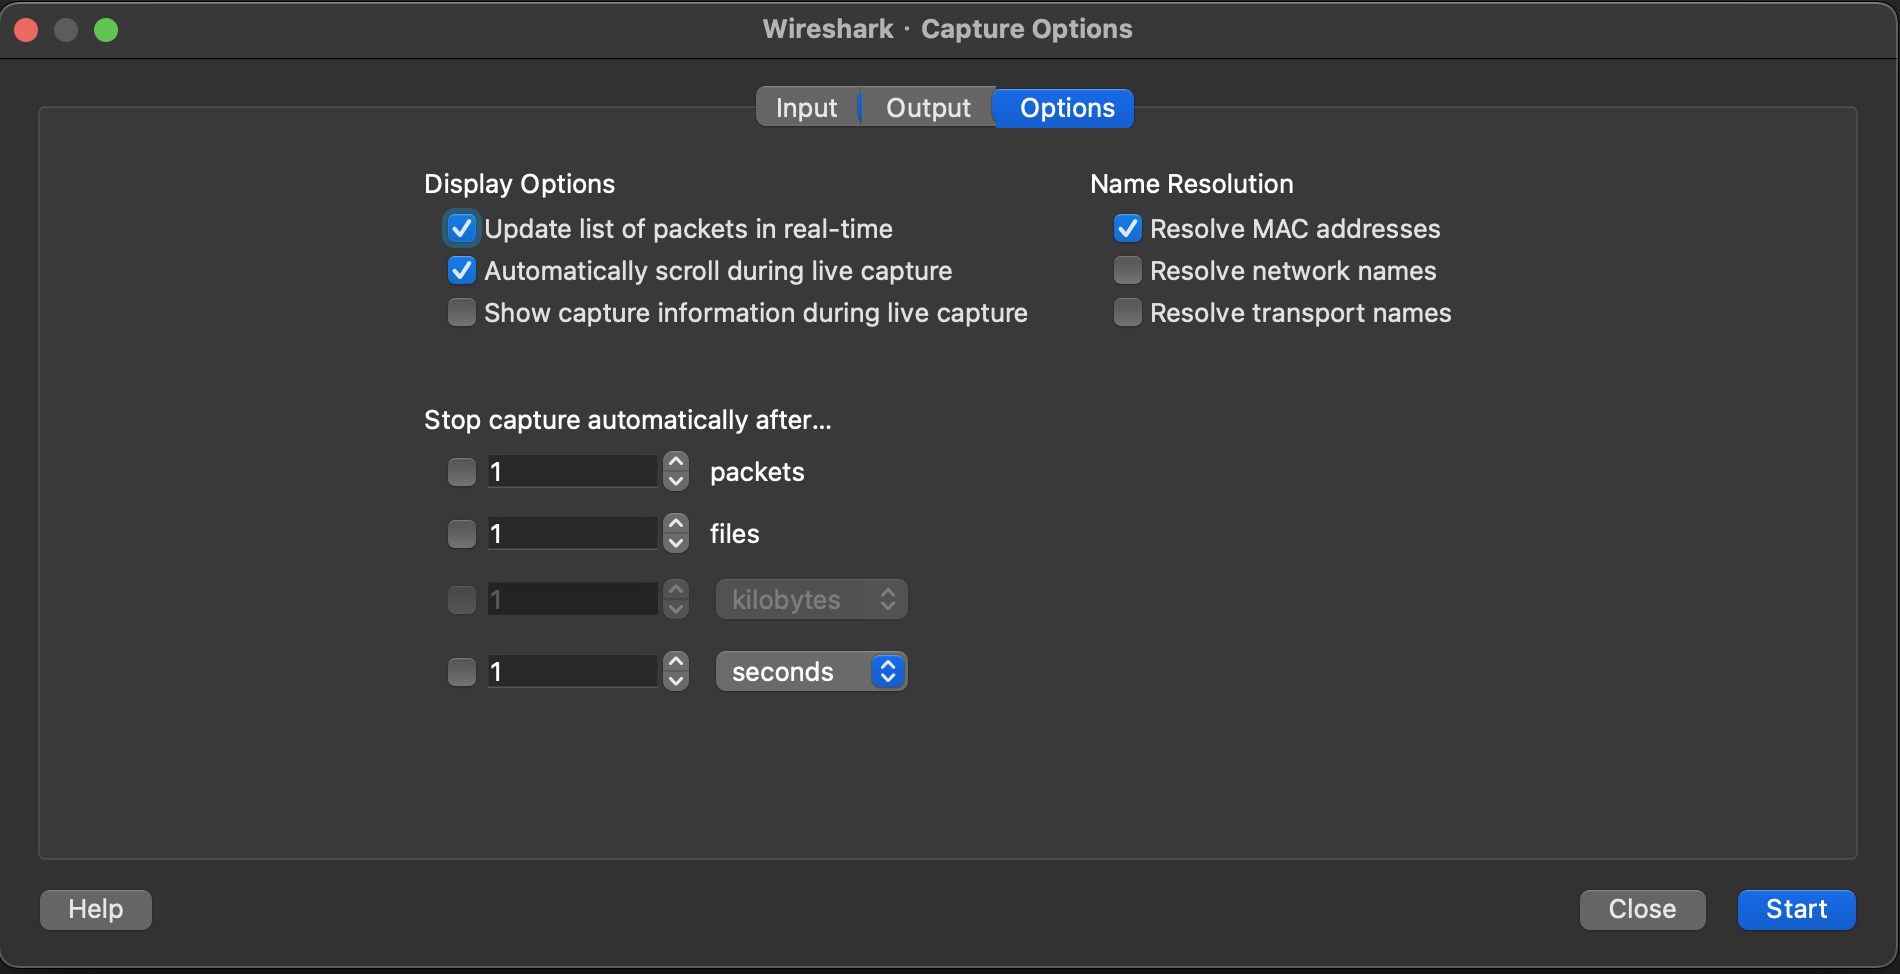 Wireshark · Capture Options
Input Output Options
Display Options
Update list of packets in real-time
Automatically scroll during live capture
Show capture information during live capture
Name Resolution
Resolve MAC addresses
Resolve network names
Resolve transport names
Stop capture automatically after...
1 packets
1 files
1 kilobytes
1 seconds
Help Close Start